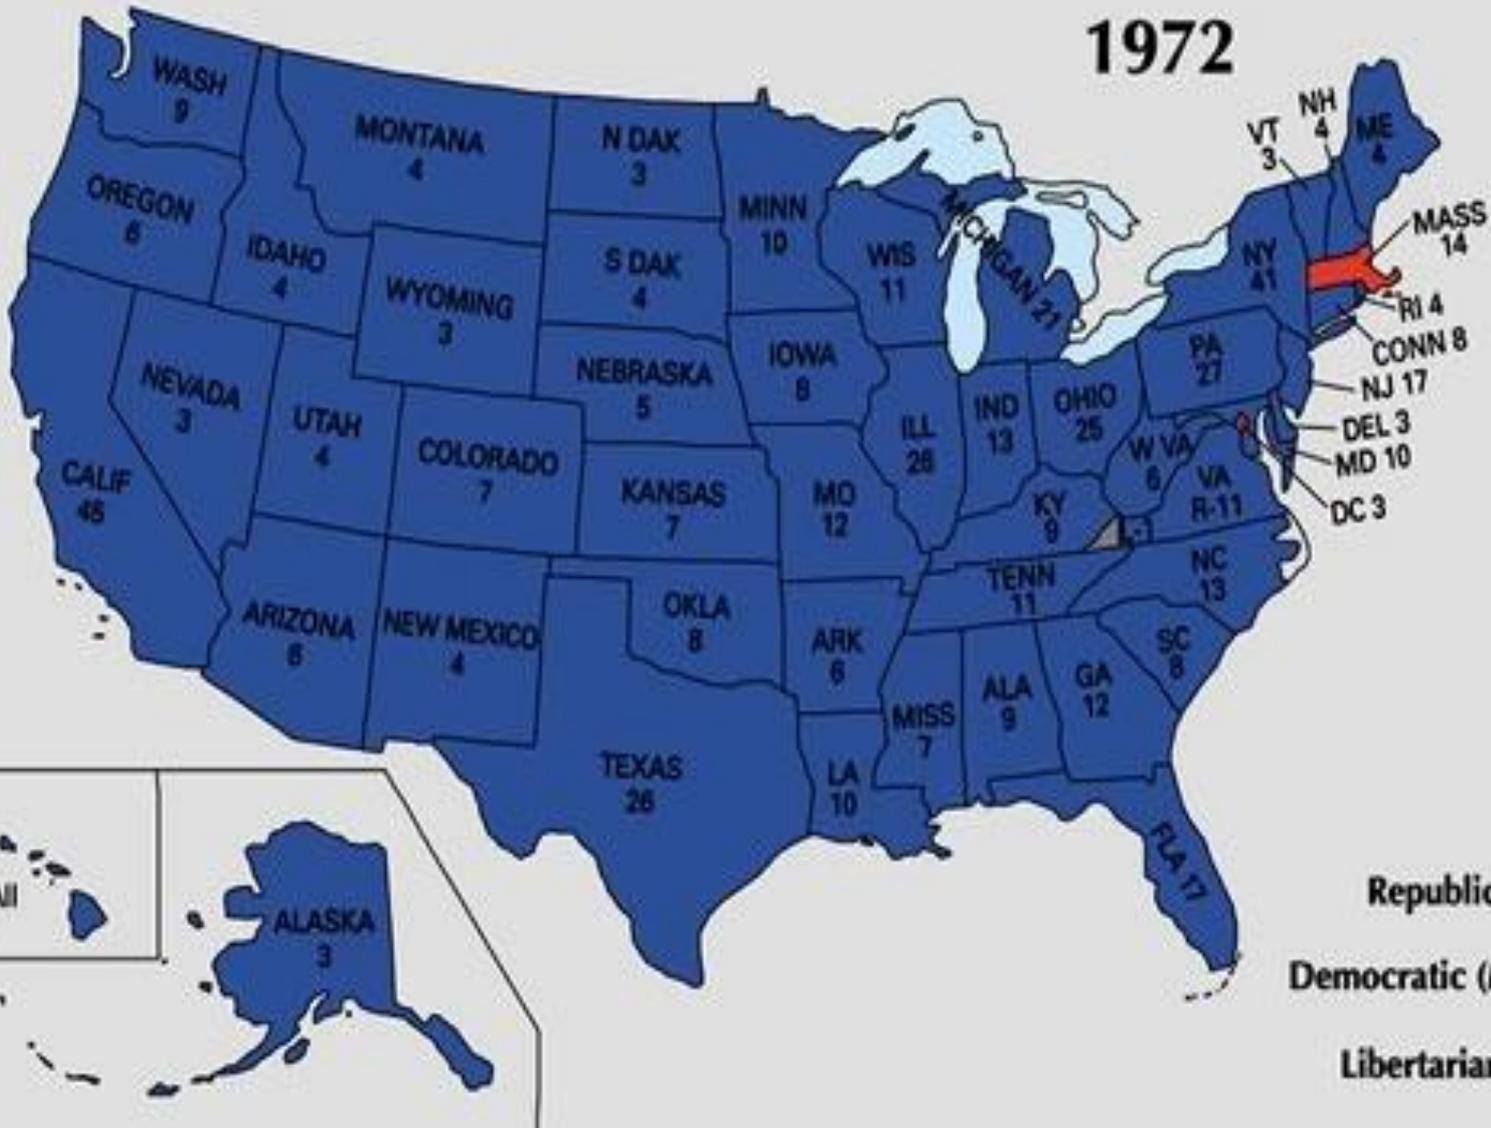 1972
WASH
9
MONTANA
4
N DAK
3
MINN
10
OREGON
6
IDAHO
4
WYOMING
3
S DAK
4
WIS
11
MICHIGAN 21
VT
3
NH
4
ME
4
MASS
14
NY
41
RI 4
CONN 8
NJ 17
DEL 3
MD 10
DC 3
PA
27
NEVADA
3
UTAH
4
COLORADO
7
NEBRASKA
5
IOWA
8
ILL
26
IND
13
OHIO
25
W VA
6
VA
R-11
L-1
CALIF
45
KANSAS
7
MO
12
KY
9
TENN
11
NC
13
ARIZONA
6
NEW MEXICO
4
OKLA
8
ARK
6
SC
8
MISS
7
ALA
9
GA
12
TEXAS
26
LA
10
FLA 17
ALASKA
3
Republic
Democratic (
Libertarian